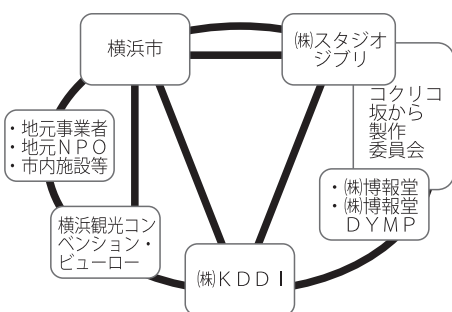 横浜市
㈱スタジオ
ジブリ
コクリコ
坂から
製作
委員会
・地元事業者
・地元ＮＰＯ
・市内施設等
・㈱博報堂
・㈱博報堂
ＤＹＭＰ
横浜観光コン
ベンション・
ビューロー
㈱ＫＤＤＩ